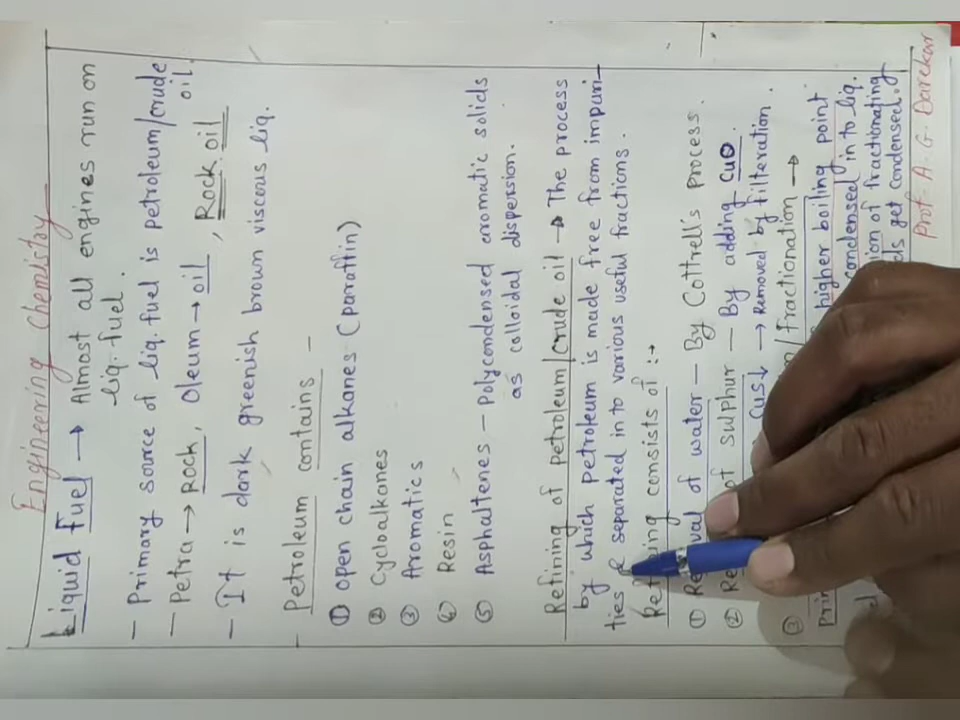 Engineering Chemistry
Liquid Fuel → Almost all engines run on
liq. fuel.
— Primary source of liq. fuel is petroleum/crude
oil.
— Petra → Rock, Oleum → oil, Rock oil
— It is dark greenish brown viscous liq.
Petroleum contains —
① open chain alkanes (paraffin)
② Cycloalkanes
③ Aromatics
④ Resin
⑤ Asphaltenes — Polycondensed aromatic solids
as colloidal dispersion.
Refining of petroleum/crude oil → The process
by which petroleum is made free from impuri-
ties & separated in to various useful fractions.
consists of :→
① of water — By Cottrell's process.
② of sulphur — By adding CuO.
CuS↓ → Removed by filteration.
③ /fractionation →
higher boiling point
condensed in to liq.
of fractionating
get condensed.
Prof A. G. Darekar